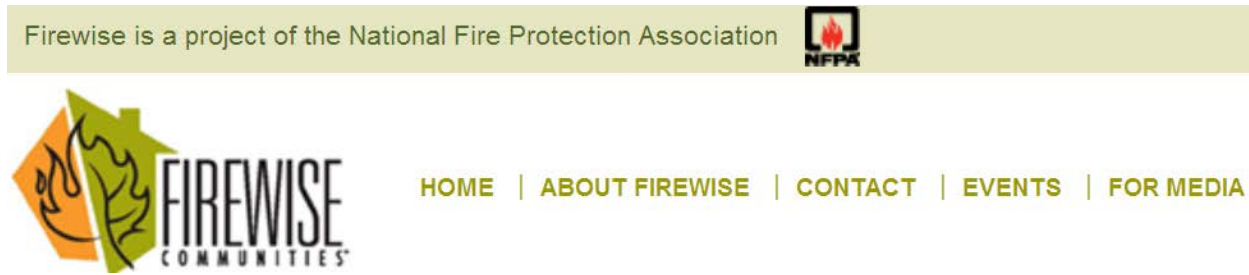 Firewise is a project of the National Fire Protection Association
NFPA
FIREWISE
COMMUNITIES
HOME | ABOUT FIREWISE | CONTACT | EVENTS | FOR MEDIA